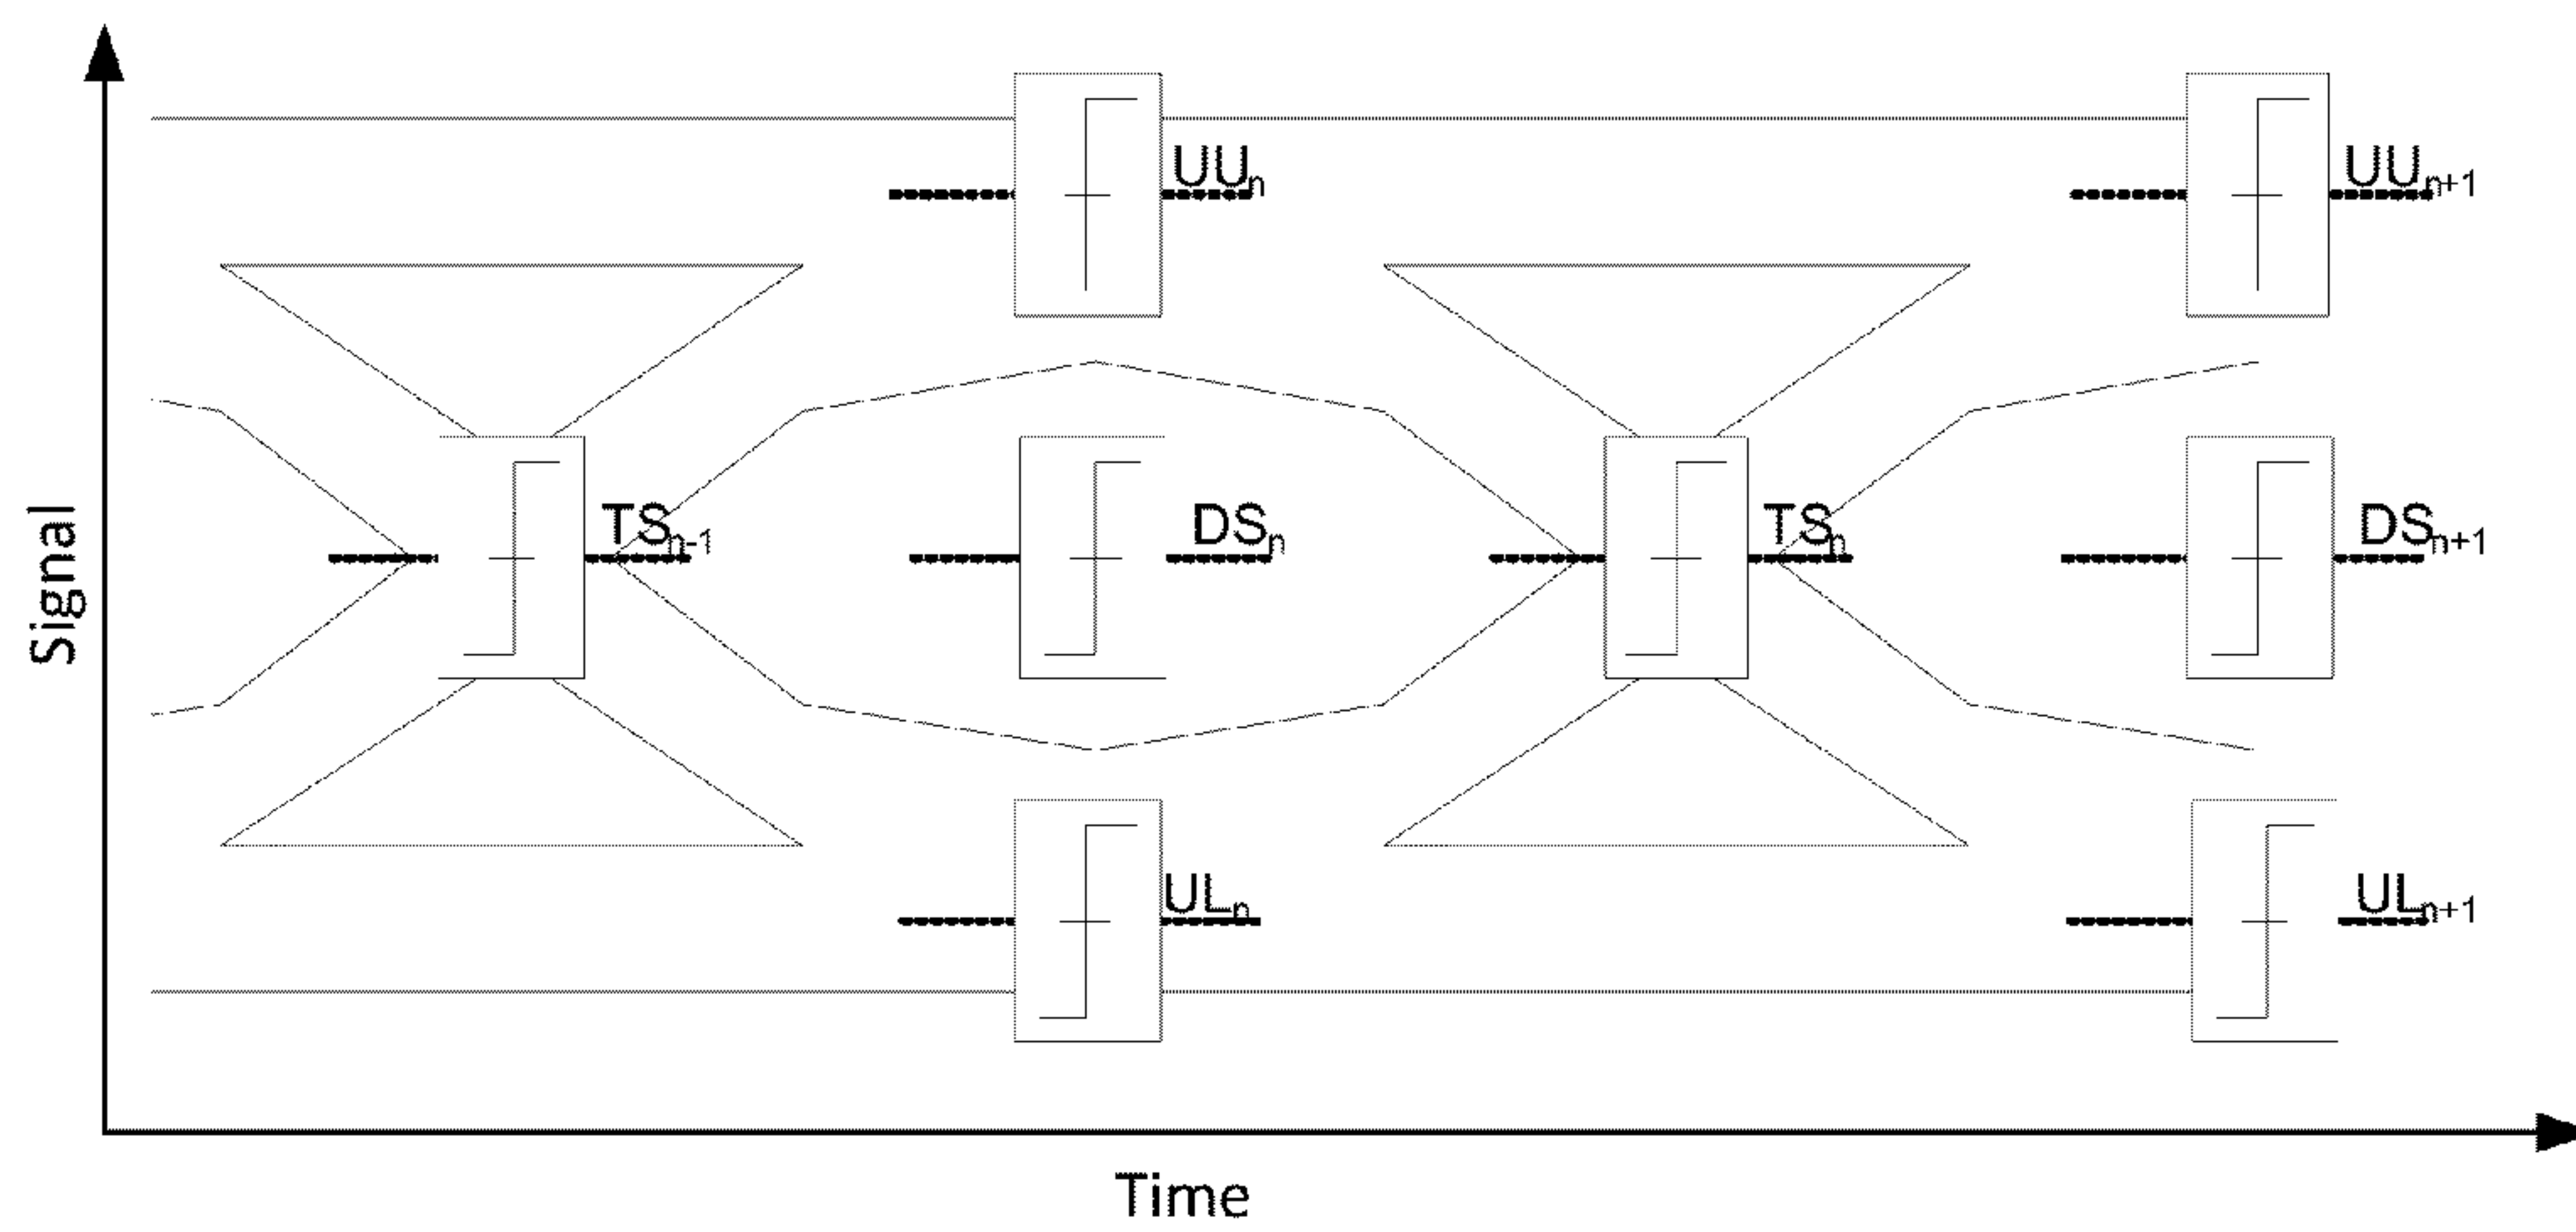 Signal
UUₙ
UUₙ₊₁
TSₙ₋₁
DSₙ
TSₙ
DSₙ₊₁
ULₙ
ULₙ₊₁
Time